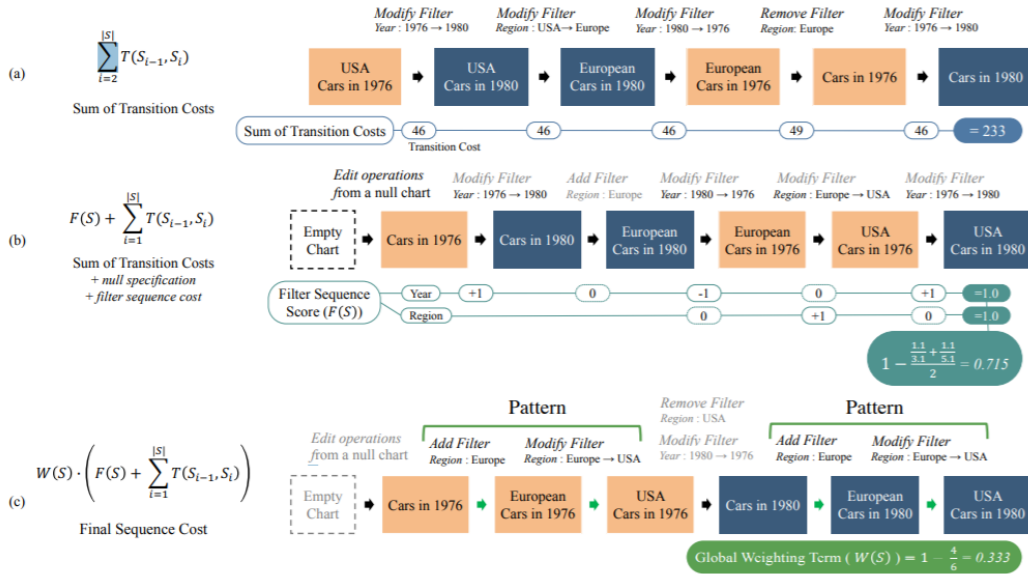 Modify Filter Modify Filter Modify Filter Remove Filter Modify Filter
Year : 1976 → 1980 Region : USA→ Europe Year : 1980 → 1976 Region: Europe Year : 1976 → 1980
(a)
|S|
∑ T(S_{i−1}, S_i)
i=2
Sum of Transition Costs
USA
Cars in 1976
USA
Cars in 1980
European
Cars in 1980
European
Cars in 1976
Cars in 1976
Cars in 1980
Sum of Transition Costs 46 46 46 49 46 = 233
Transition Cost
Edit operations
from a null chart
Modify Filter
Year : 1976 → 1980
Add Filter
Region : Europe
Modify Filter
Year : 1980 → 1976
Modify Filter
Region : Europe → USA
Modify Filter
Year : 1976 → 1980
(b)
|S|
F(S) + ∑ T(S_{i−1}, S_i)
i=1
Sum of Transition Costs
+ null specification
+ filter sequence cost
Empty
Chart
Cars in 1976
Cars in 1980
European
Cars in 1980
European
Cars in 1976
USA
Cars in 1976
USA
Cars in 1980
Filter Sequence
Score (F(S))
Year +1 0 -1 0 +1 =1.0
Region 0 +1 0 =1.0
1 − (1.1/3.1 + 1.1/5.1)/2 = 0.715
Pattern
Remove Filter
Region : USA
Pattern
Edit operations
from a null chart
Add Filter
Region : Europe
Modify Filter
Region : Europe → USA
Modify Filter
Year : 1980 → 1976
Add Filter
Region : Europe
Modify Filter
Region : Europe → USA
(c)
|S|
W(S) · (F(S) + ∑ T(S_{i−1}, S_i))
i=1
Final Sequence Cost
Empty
Chart
Cars in 1976
European
Cars in 1976
USA
Cars in 1976
Cars in 1980
European
Cars in 1980
USA
Cars in 1980
Global Weighting Term ( W(S) ) = 1 − 4/6 = 0.333